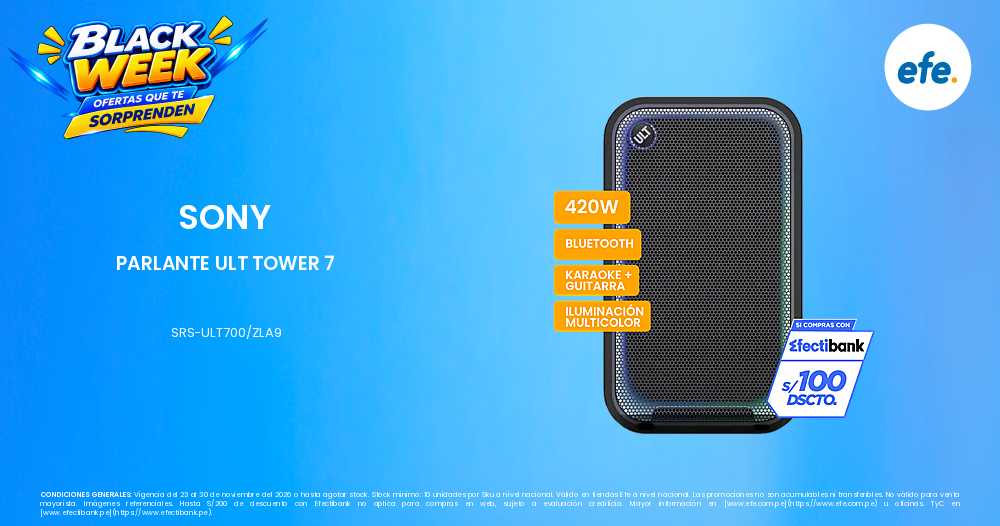 BLACK
WEEK
OFERTAS QUE TE
SORPRENDEN
efe.
SONY
PARLANTE ULT TOWER 7
SRS-ULT700/ZLA9
ULT
420W
BLUETOOTH
KARAOKE +
GUITARRA
ILUMINACIÓN
MULTICOLOR
SI COMPRAS CON
Efectibank
S/100
DSCTO.
CONDICIONES GENERALES: Vigencia del 23 al 30 de noviembre del 2026 o hasta agotar stock. Stock mínimo: 10 unidades por Sku a nivel nacional. Válido en tiendas Efe a nivel nacional. Las promociones no son acumulables ni transferibles. No válido para venta
mayorista. Imágenes referenciales. Hasta S/200 de descuento con Efectibank no aplica para compras en web, sujeto a evaluación crediticia. Mayor información en [www.efe.com.pe](https://www.efe.com.pe) u oficinas. TyC en
[www.efectibank.pe](https://www.efectibank.pe).